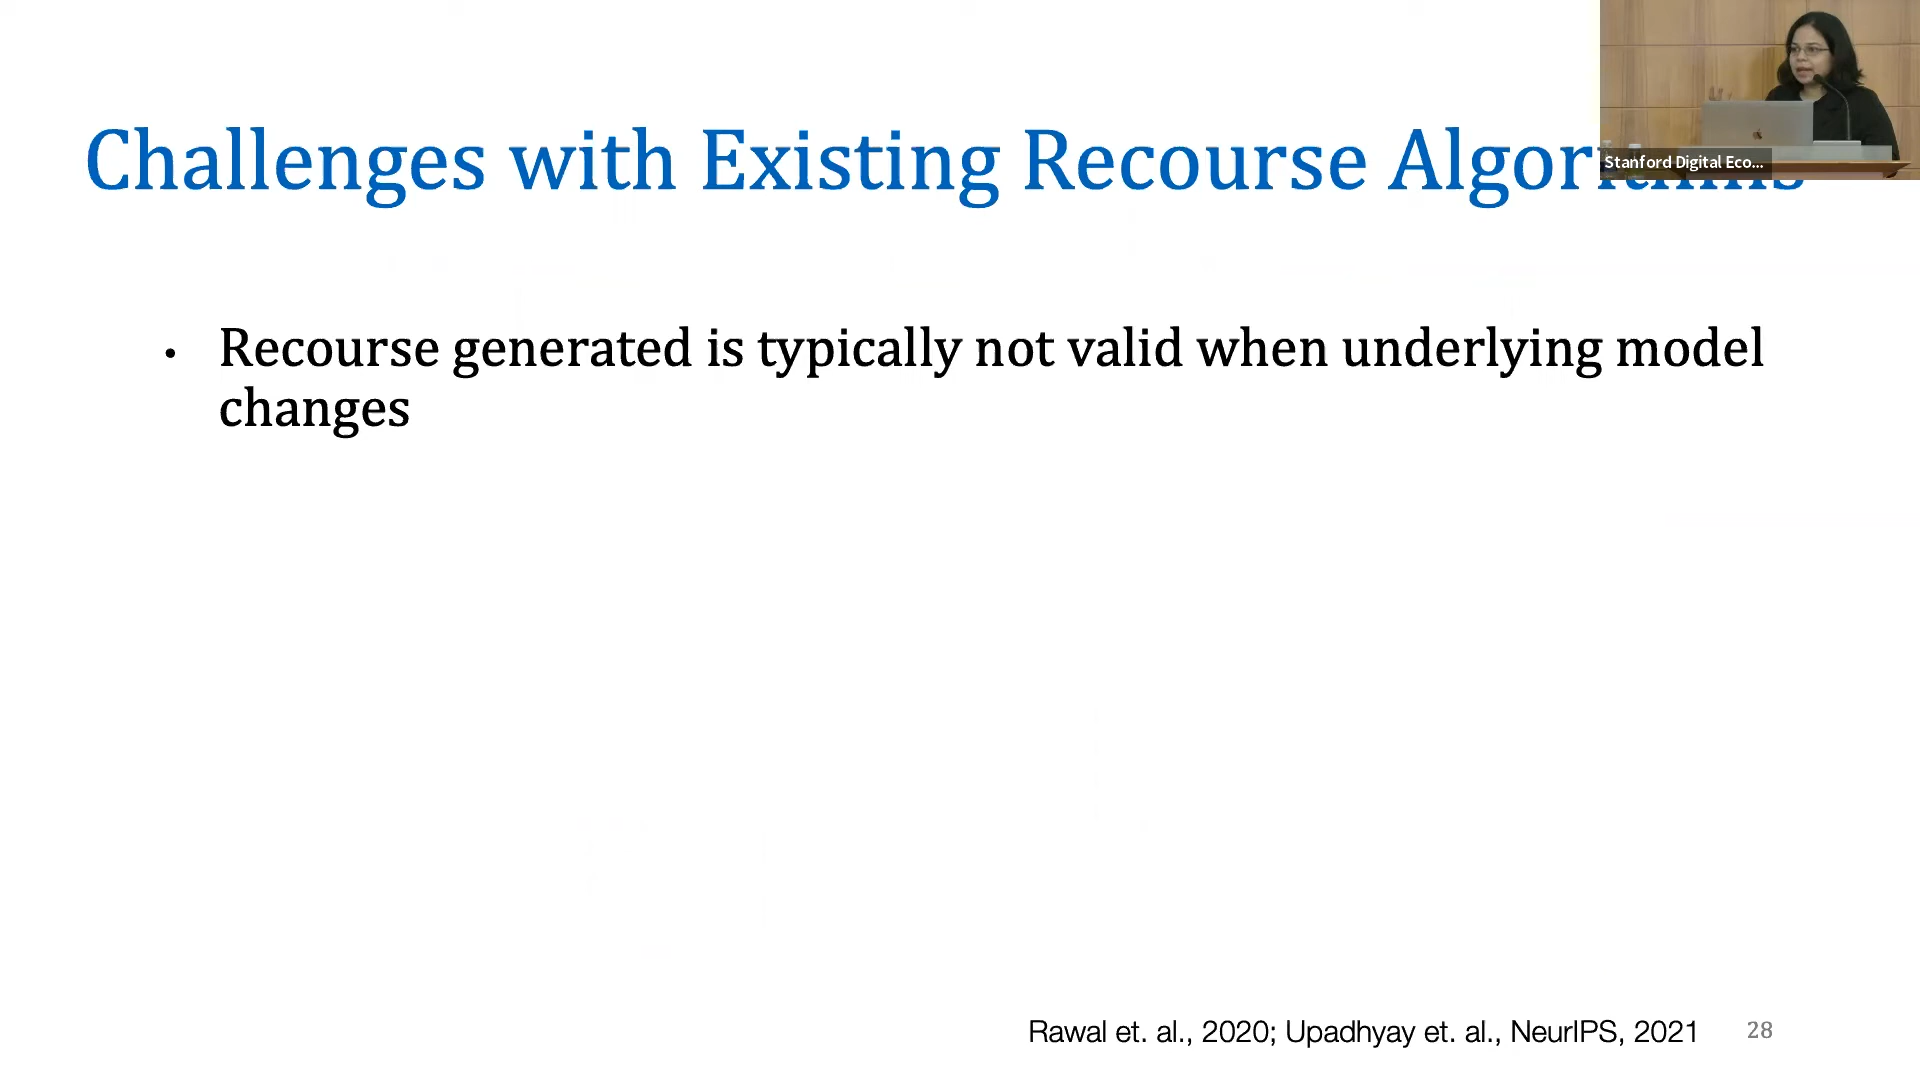 Challenges with Existing Recourse
Stanford Digital Eco...
• Recourse generated is typically not valid when underlying model
changes
Rawal et. al., 2020; Upadhyay et. al., NeurIPS, 2021
28